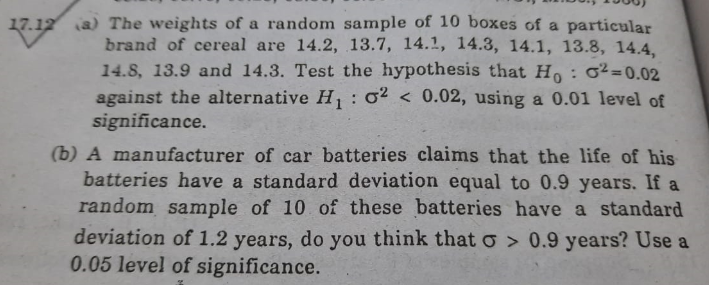 17.12 (a) The weights of a random sample of 10 boxes of a particular
brand of cereal are 14.2, 13.7, 14.1, 14.3, 14.1, 13.8, 14.4,
14.8, 13.9 and 14.3. Test the hypothesis that H₀ : σ²=0.02
against the alternative H₁ : σ² < 0.02, using a 0.01 level of
significance.
(b) A manufacturer of car batteries claims that the life of his
batteries have a standard deviation equal to 0.9 years. If a
random sample of 10 of these batteries have a standard
deviation of 1.2 years, do you think that σ > 0.9 years? Use a
0.05 level of significance.